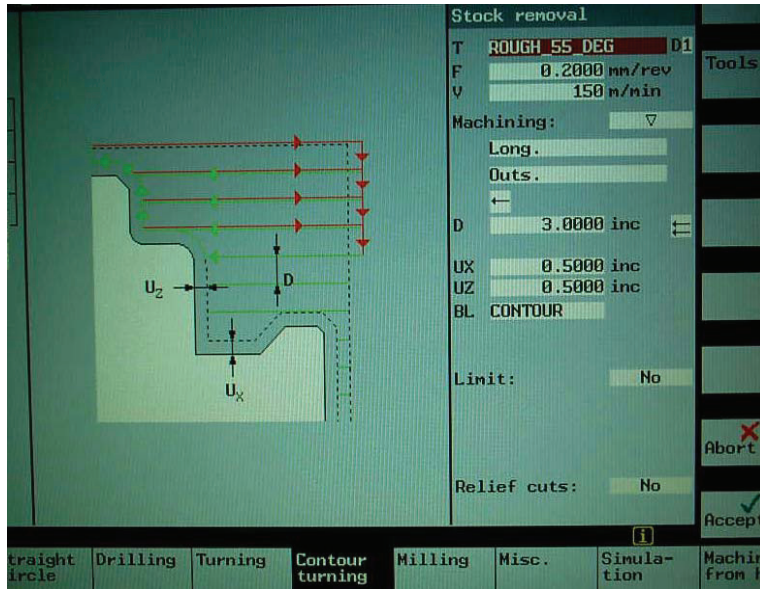 Stock removal
T ROUGH_55_DEG D1
F 0.2000 mm/rev
V 150 m/min
Tools
Machining: ▽
Long.
Outs.
←
D 3.0000 inc
UX 0.5000 inc
UZ 0.5000 inc
BL CONTOUR
Limit: No
Relief cuts: No
D
UZ
UX
Abort
Accept
i
traight
ircle
Drilling
Turning
Contour
turning
Milling
Misc.
Simula-
tion
Machin
from